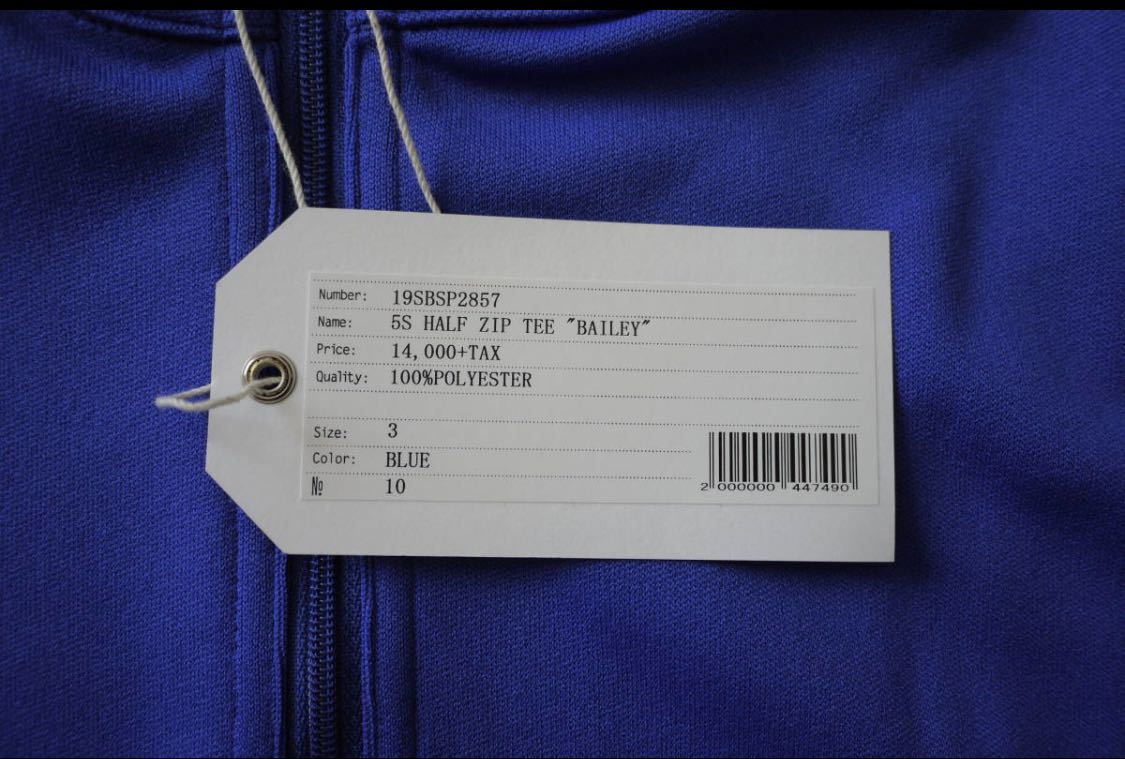 Number: 19SBSP2857
Name: 5S HALF ZIP TEE "BAILEY"
Price: 14,000+TAX
Quality: 100%POLYESTER
Size: 3
Color: BLUE
№ 10
2 000000 447490